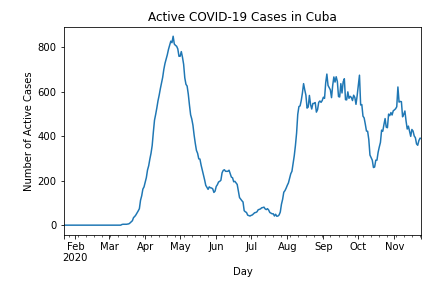 Active COVID-19 Cases in Cuba
Number of Active Cases
800
600
400
200
0
Feb Mar Apr May Jun Jul Aug Sep Oct Nov
2020
Day